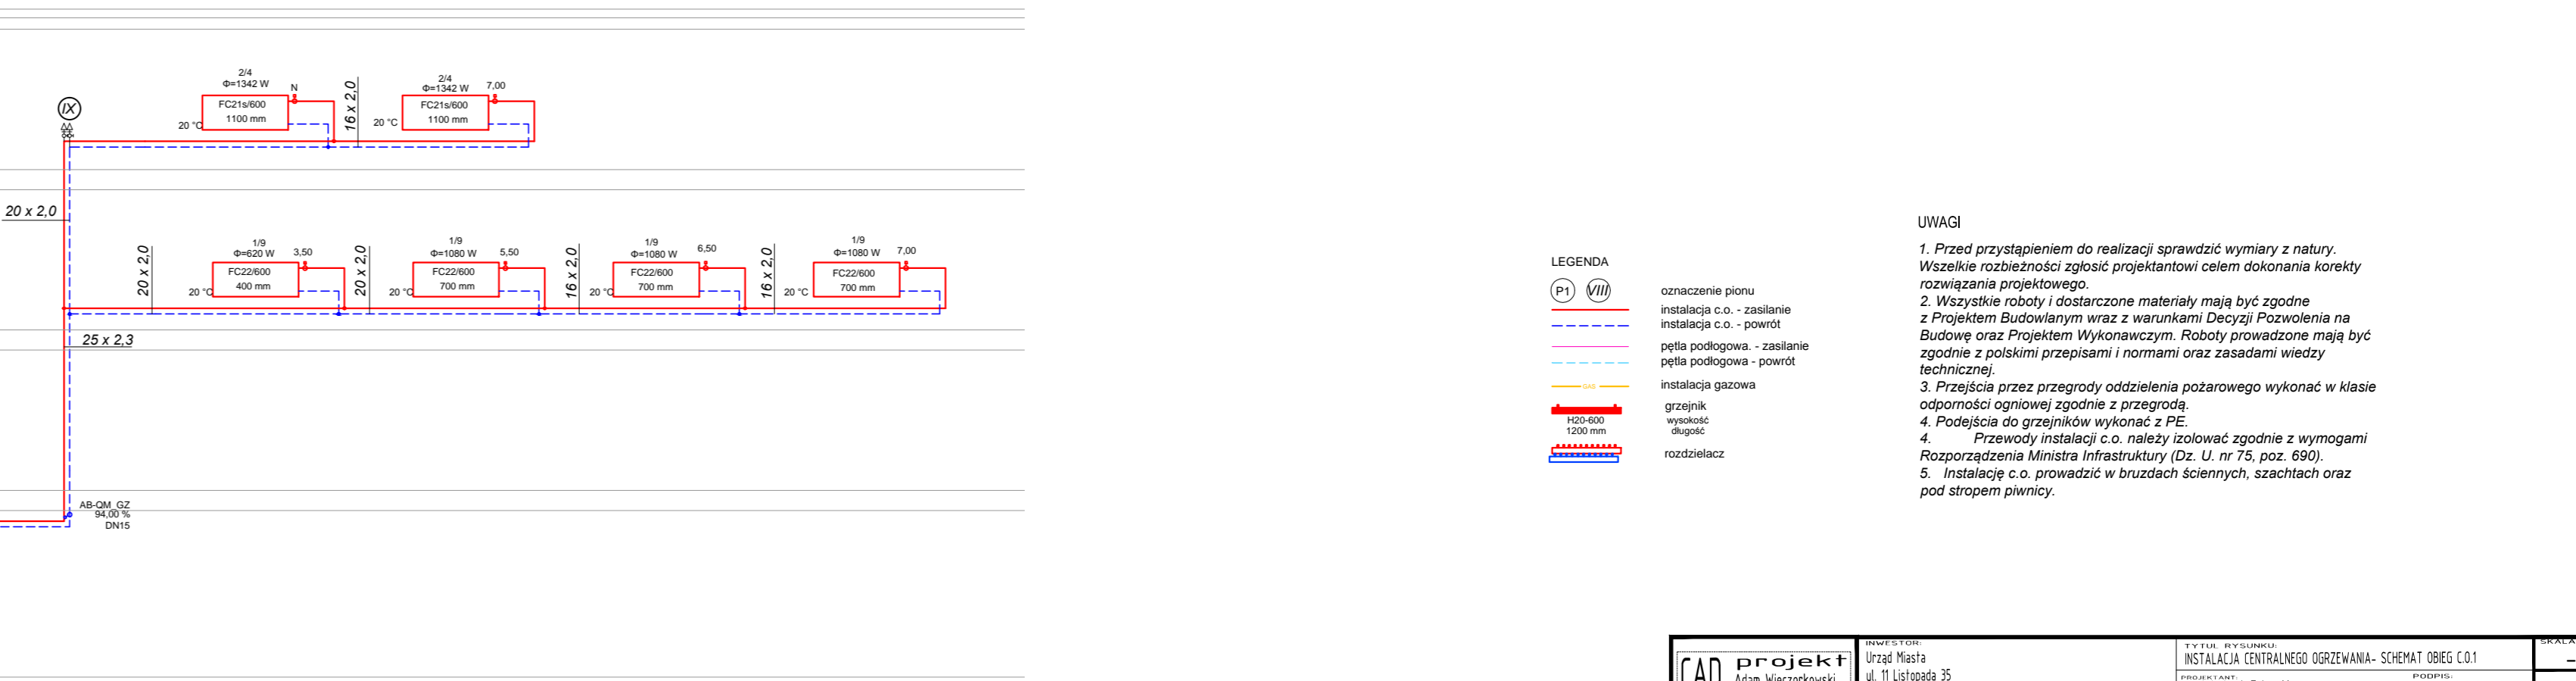 2/4
Φ=1342 W
N
FC21s/600
1100 mm
20 °C
16 x 2,0
2/4
Φ=1342 W
7,00
FC21s/600
1100 mm
20 °C
IX
20 x 2,0
20 x 2,0
1/9
Φ=620 W
3,50
FC22/600
400 mm
20 °C
20 x 2,0
1/9
Φ=1080 W
5,50
FC22/600
700 mm
20 °C
16 x 2,0
1/9
Φ=1080 W
6,50
FC22/600
700 mm
20 °C
16 x 2,0
1/9
Φ=1080 W
7,00
FC22/600
700 mm
20 °C
25 x 2,3
AB-QM_GZ
94,00 %
DN15
LEGENDA
P1 VIII oznaczenie pionu
instalacja c.o. - zasilanie
instalacja c.o. - powrót
pętla podłogowa. - zasilanie
pętla podłogowa - powrót
GAS instalacja gazowa
grzejnik
H20-600 wysokość
1200 mm długość
rozdzielacz
UWAGI
1. Przed przystąpieniem do realizacji sprawdzić wymiary z natury.
Wszelkie rozbieżności zgłosić projektantowi celem dokonania korekty
rozwiązania projektowego.
2. Wszystkie roboty i dostarczone materiały mają być zgodne
z Projektem Budowlanym wraz z warunkami Decyzji Pozwolenia na
Budowę oraz Projektem Wykonawczym. Roboty prowadzone mają być
zgodnie z polskimi przepisami i normami oraz zasadami wiedzy
technicznej.
3. Przejścia przez przegrody oddzielenia pożarowego wykonać w klasie
odporności ogniowej zgodnie z przegrodą.
4. Podejścia do grzejników wykonać z PE.
4. Przewody instalacji c.o. należy izolować zgodnie z wymogami
Rozporządzenia Ministra Infrastruktury (Dz. U. nr 75, poz. 690).
5. Instalację c.o. prowadzić w bruzdach ściennych, szachtach oraz
pod stropem piwnicy.
CAD projekt
Adam Wieczorkowski
INWESTOR:
Urząd Miasta
ul. 11 Listopada 35
TYTUŁ RYSUNKU:
INSTALACJA CENTRALNEGO OGRZEWANIA- SCHEMAT OBIEG C.O.1
PROJEKTANT:
PODPIS:
SKALA